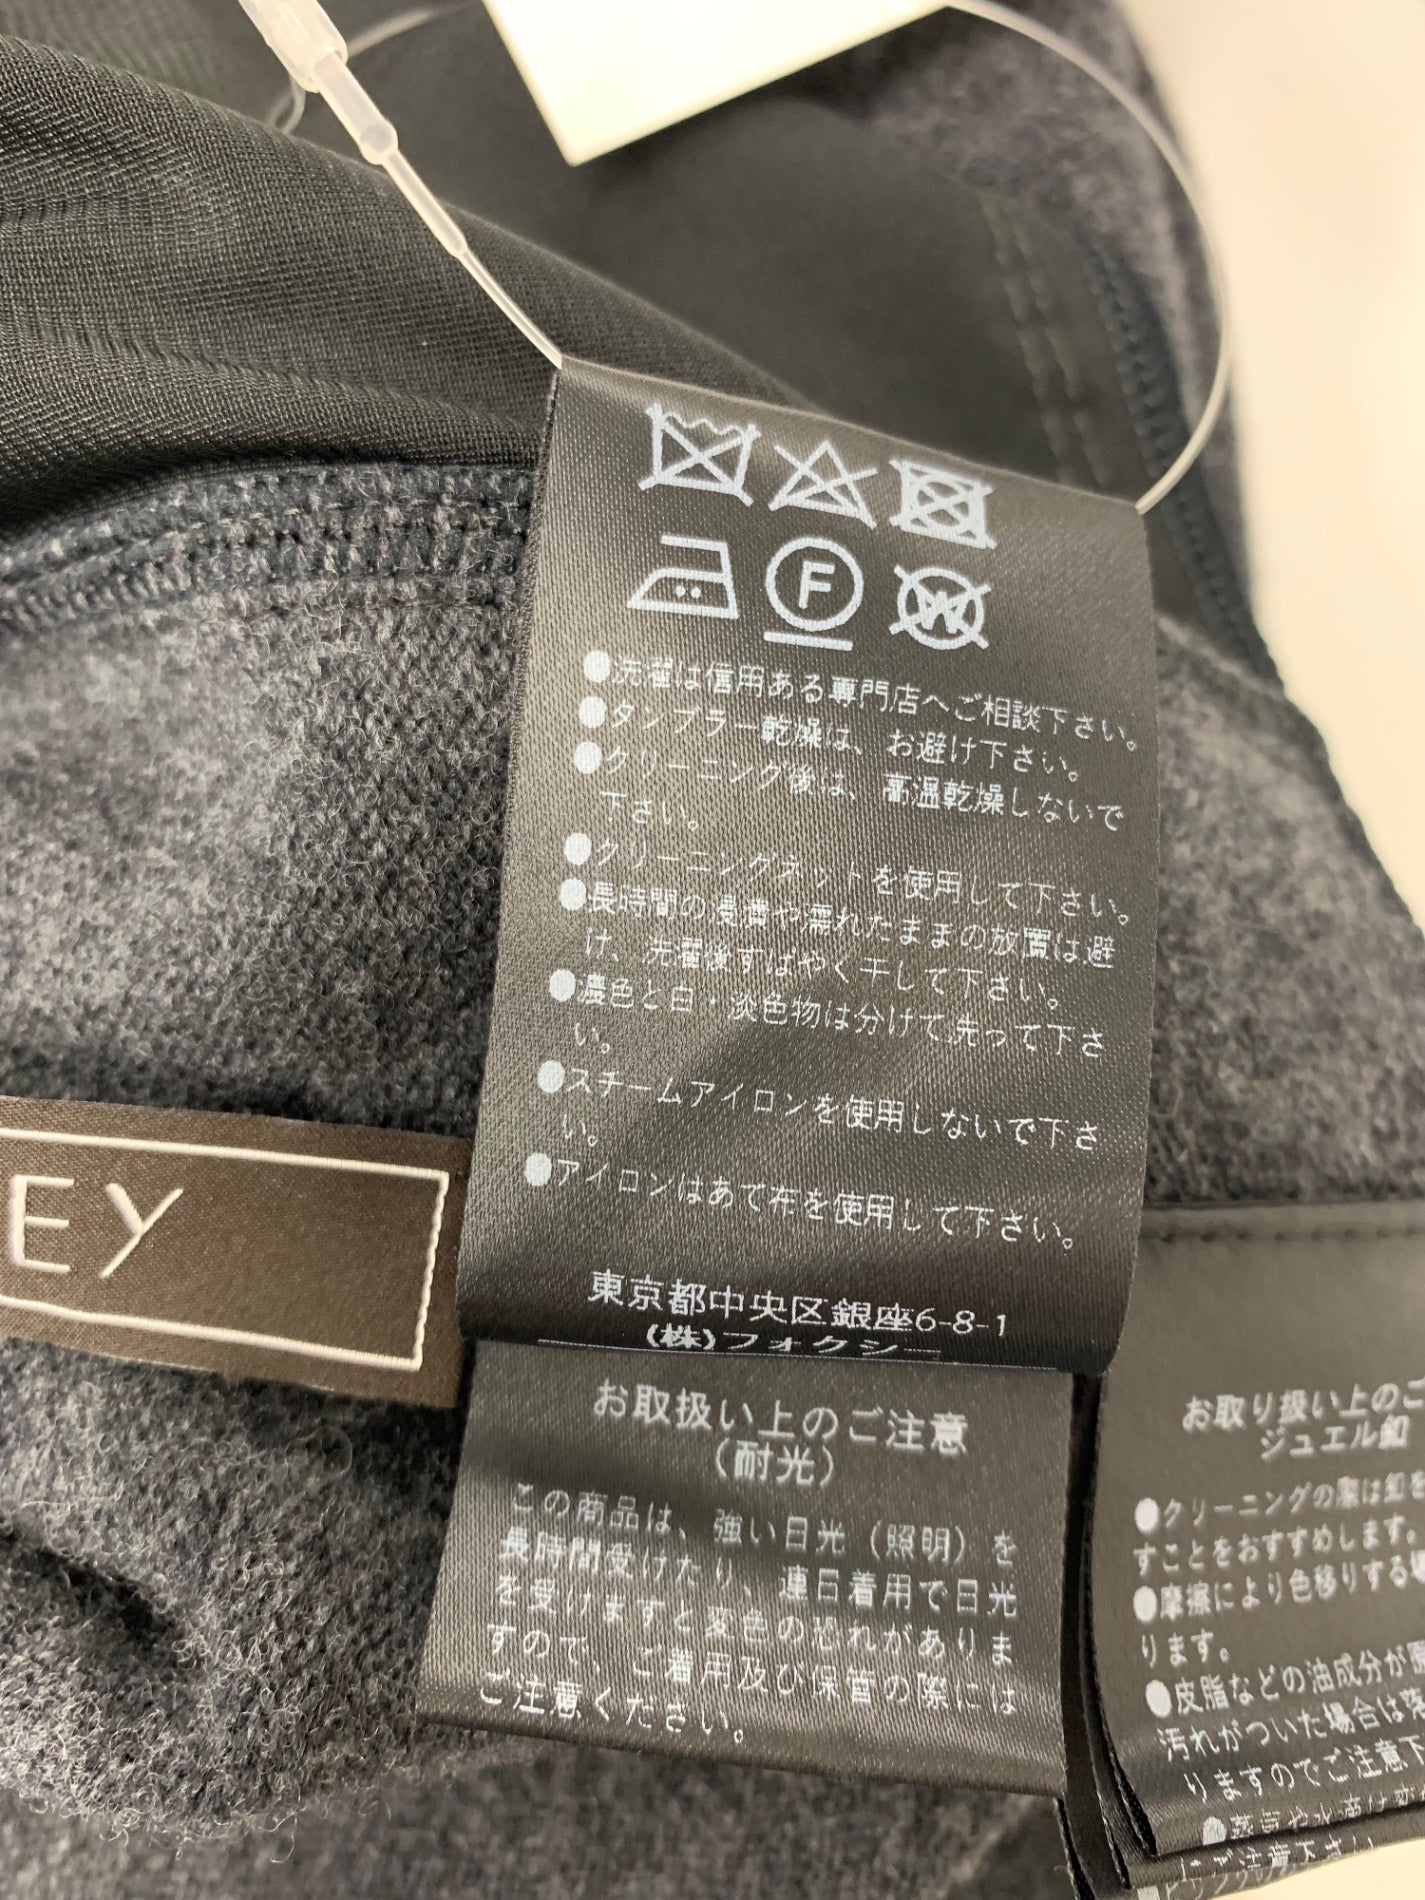 F
W
●洗濯は信用ある専門店へご相談下さい。
●タンブラー乾燥は、お避け下さい。
●クリーニング後は、高温乾燥しないで
下さい。
●クリーニングネットを使用して下さい。
●長時間の浸漬や濡れたままの放置は避
け、洗濯後すばやく干して下さい。
●濃色と白・淡色物は分けて洗って下さ
い。
●スチームアイロンを使用しないで下さ
い。
●アイロンはあて布を使用して下さい。
東京都中央区銀座6-8-1
(株)フォクシー
EY
お取扱い上のご注意
(耐光)
この商品は、強い日光(照明)を
長時間受けたり、連日着用で日光
を受けますと変色の恐れがありま
すので、ご着用及び保管の際には
ご注意ください。
お取り扱い上のご
ジュエル釦
●クリーニングの際は釦を
すことをおすすめします。
●摩擦により色移りする
ります。
●皮脂などの油成分が
汚れがついた場合は
りますのでご注意下